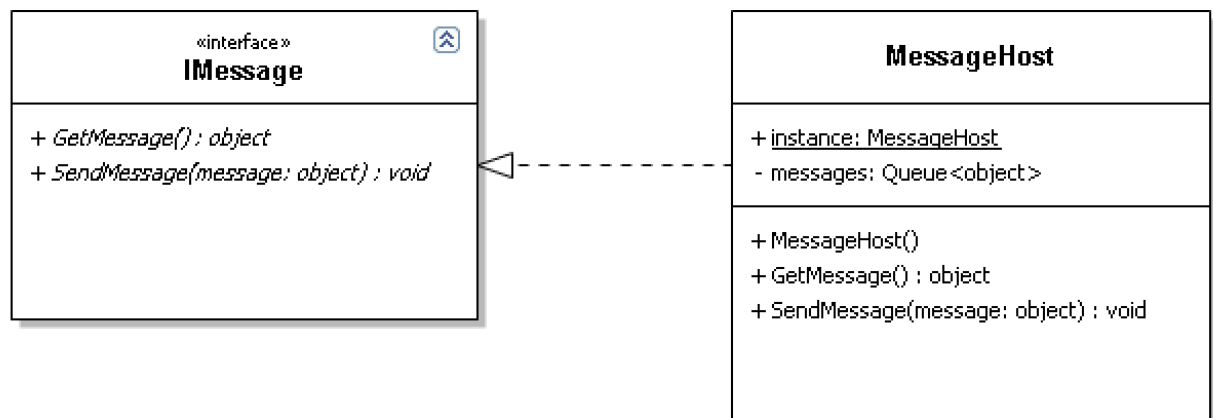 «interface»
IMessage
+ GetMessage() : object
+ SendMessage(message: object) : void
MessageHost
+ instance: MessageHost
- messages: Queue<object>
+ MessageHost()
+ GetMessage() : object
+ SendMessage(message: object) : void